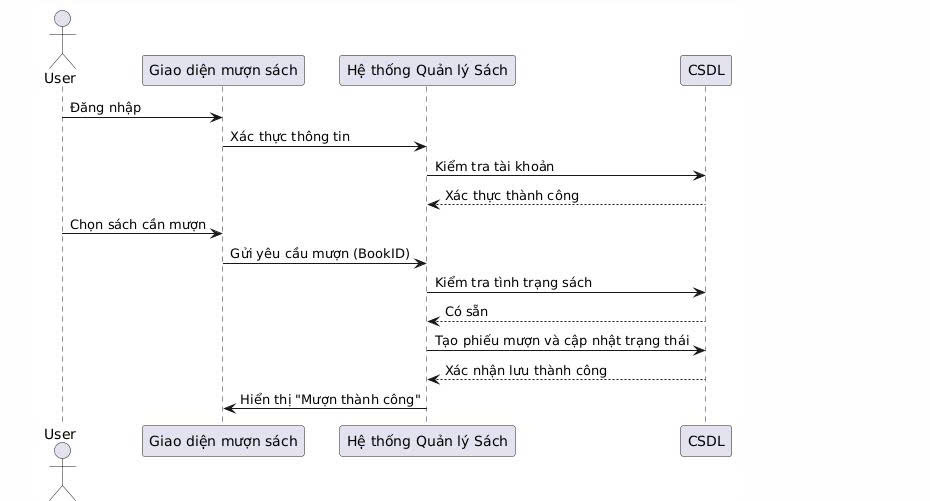 User
Giao diện mượn sách
Hệ thống Quản lý Sách
CSDL
Đăng nhập
Xác thực thông tin
Kiểm tra tài khoản
Xác thực thành công
Chọn sách cần mượn
Gửi yêu cầu mượn (BookID)
Kiểm tra tình trạng sách
Có sẵn
Tạo phiếu mượn và cập nhật trạng thái
Xác nhận lưu thành công
Hiển thị "Mượn thành công"
User
Giao diện mượn sách
Hệ thống Quản lý Sách
CSDL